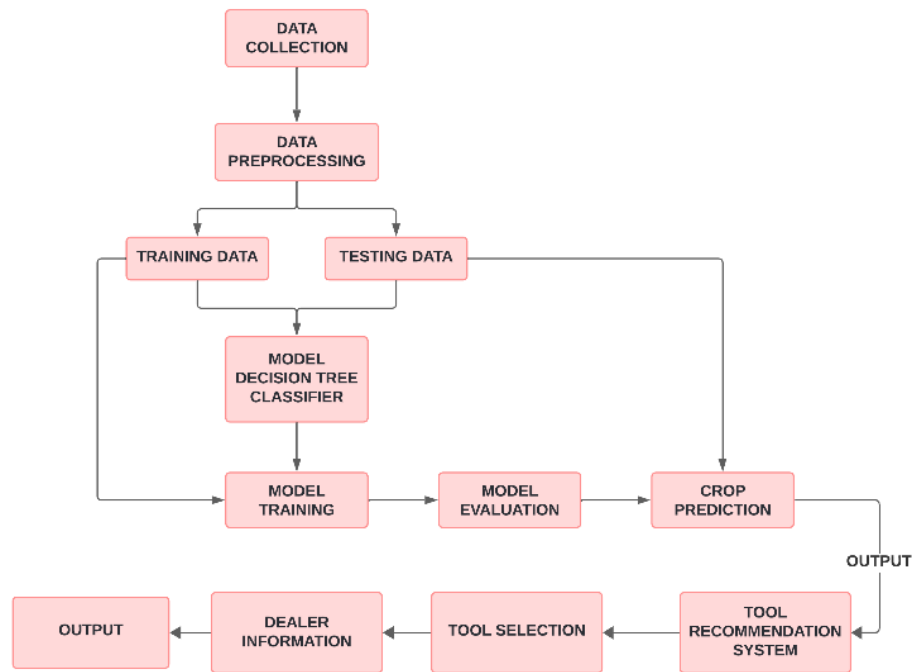 DATA
COLLECTION
DATA
PREPROCESSING
TRAINING DATA
TESTING DATA
MODEL
DECISION TREE
CLASSIFIER
MODEL
TRAINING
MODEL
EVALUATION
CROP
PREDICTION
OUTPUT
OUTPUT
DEALER
INFORMATION
TOOL SELECTION
TOOL
RECOMMENDATION
SYSTEM